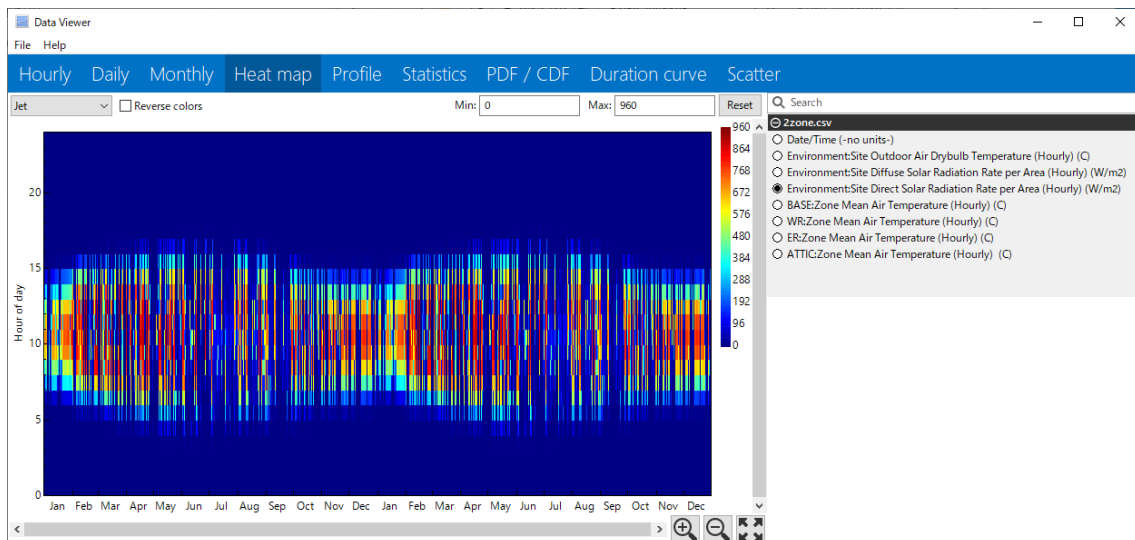 Data Viewer
File Help
Hourly Daily Monthly Heat map Profile Statistics PDF / CDF Duration curve Scatter
Jet Reverse colors Min: 0 Max: 960 Reset
Search
2zone.csv
Date/Time (-no units-)
Environment:Site Outdoor Air Drybulb Temperature (Hourly) (C)
Environment:Site Diffuse Solar Radiation Rate per Area (Hourly) (W/m2)
Environment:Site Direct Solar Radiation Rate per Area (Hourly) (W/m2)
BASE:Zone Mean Air Temperature (Hourly) (C)
WR:Zone Mean Air Temperature (Hourly) (C)
ER:Zone Mean Air Temperature (Hourly) (C)
ATTIC:Zone Mean Air Temperature (Hourly) (C)
Hour of day
20
15
10
5
0
Jan Feb Mar Apr May Jun Jul Aug Sep Oct Nov Dec Jan Feb Mar Apr May Jun Jul Aug Sep Oct Nov Dec
960
864
768
672
576
480
384
288
192
96
0